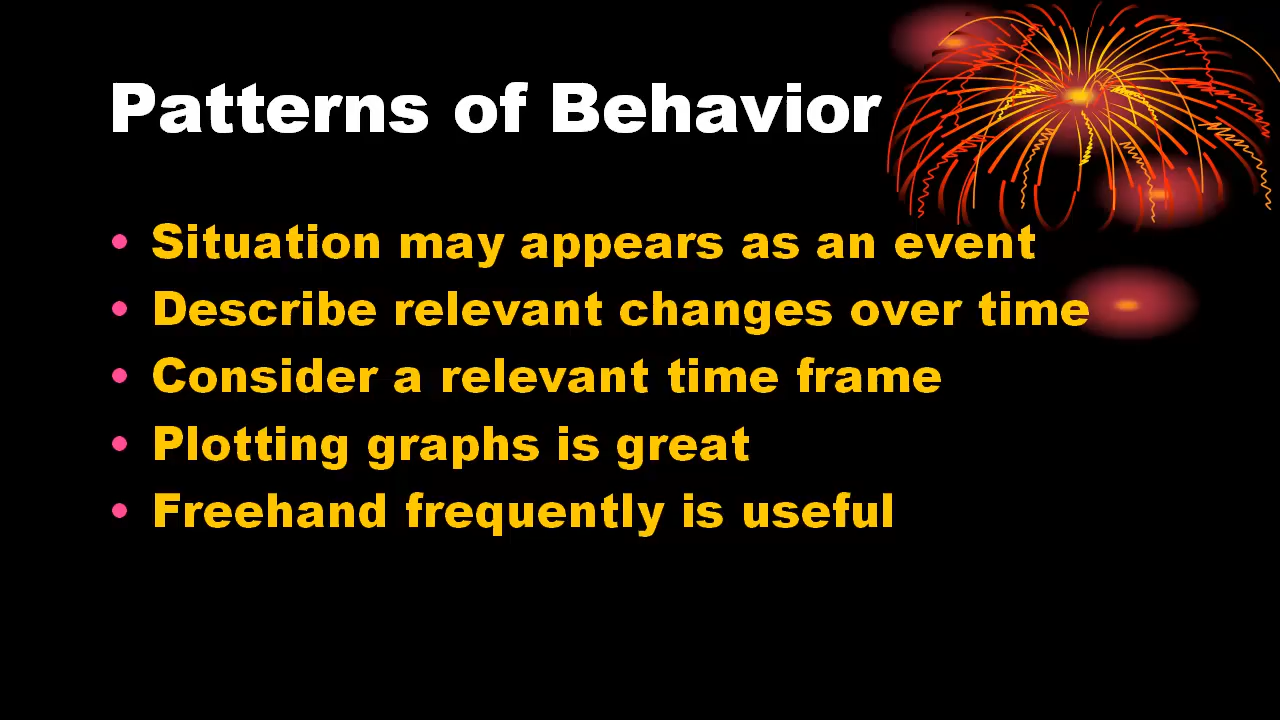 Patterns of Behavior
• Situation may appears as an event
• Describe relevant changes over time
• Consider a relevant time frame
• Plotting graphs is great
• Freehand frequently is useful